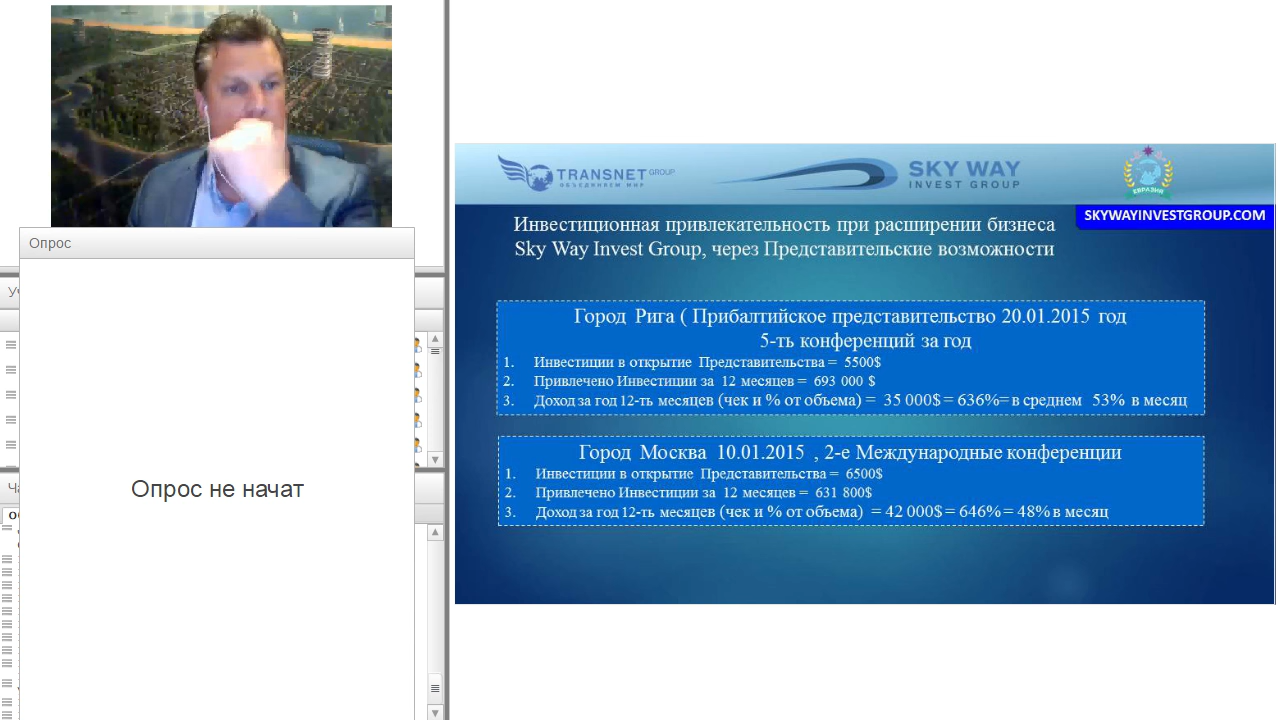 Опрос
Опрос не начат
TRANSNET GROUP
ОБЪЕДИНЯЕМ МИР
SKY WAY
INVEST GROUP
ЕВРАЗИЯ
SKYWAYINVESTGROUP.COM
Инвестиционная привлекательность при расширении бизнеса
Sky Way Invest Group, через Представительские возможности
Город Рига ( Прибалтийское представительство 20.01.2015 год
5-ть конференций за год
1. Инвестиции в открытие Представительства = 5500$
2. Привлечено Инвестиции за 12 месяцев = 693 000 $
3. Доход за год 12-ть месяцев (чек и % от объема) = 35 000$ = 636%= в среднем 53% в месяц
Город Москва 10.01.2015 , 2-е Международные конференции
1. Инвестиции в открытие Представительства = 6500$
2. Привлечено Инвестиции за 12 месяцев = 631 800$
3. Доход за год 12-ть месяцев (чек и % от объема) = 42 000$ = 646% = 48% в месяц